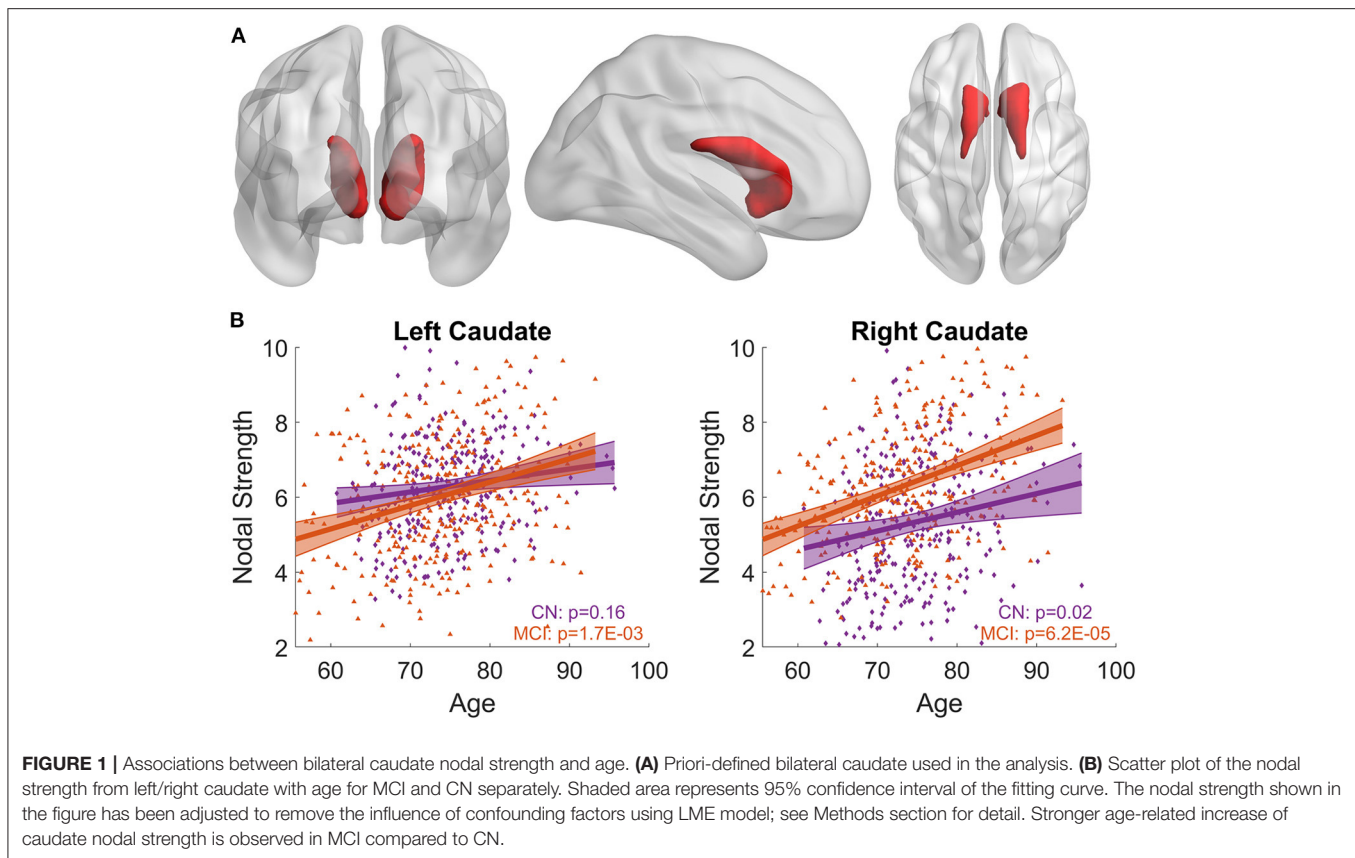 A
B
Left Caudate
10
8
6
4
2
Nodal Strength
CN: p=0.16
MCI: p=1.7E-03
60 70 80 90 100
Age
Right Caudate
10
8
6
4
2
Nodal Strength
CN: p=0.02
MCI: p=6.2E-05
60 70 80 90 100
Age
FIGURE 1 | Associations between bilateral caudate nodal strength and age. (A) Priori-defined bilateral caudate used in the analysis. (B) Scatter plot of the nodal
strength from left/right caudate with age for MCI and CN separately. Shaded area represents 95% confidence interval of the fitting curve. The nodal strength shown in
the figure has been adjusted to remove the influence of confounding factors using LME model; see Methods section for detail. Stronger age-related increase of
caudate nodal strength is observed in MCI compared to CN.